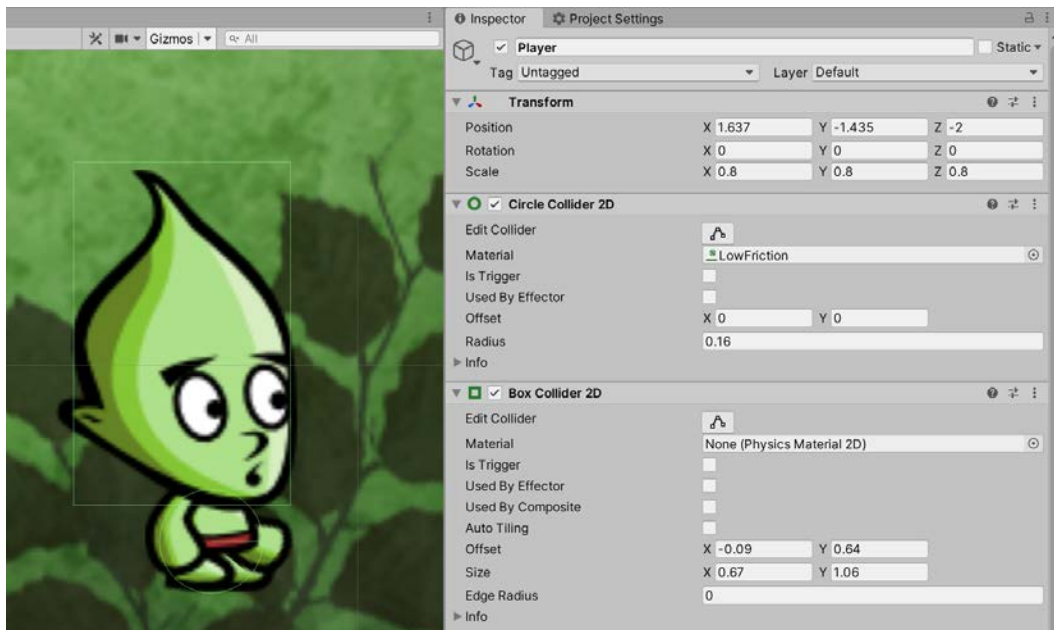 Inspector Project Settings
Gizmos All
Player Static
Tag Untagged Layer Default
Transform
Position X 1.637 Y -1.435 Z -2
Rotation X 0 Y 0 Z 0
Scale X 0.8 Y 0.8 Z 0.8
Circle Collider 2D
Edit Collider
Material LowFriction
Is Trigger
Used By Effector
Offset X 0 Y 0
Radius 0.16
Info
Box Collider 2D
Edit Collider
Material None (Physics Material 2D)
Is Trigger
Used By Effector
Used By Composite
Auto Tiling
Offset X -0.09 Y 0.64
Size X 0.67 Y 1.06
Edge Radius 0
Info